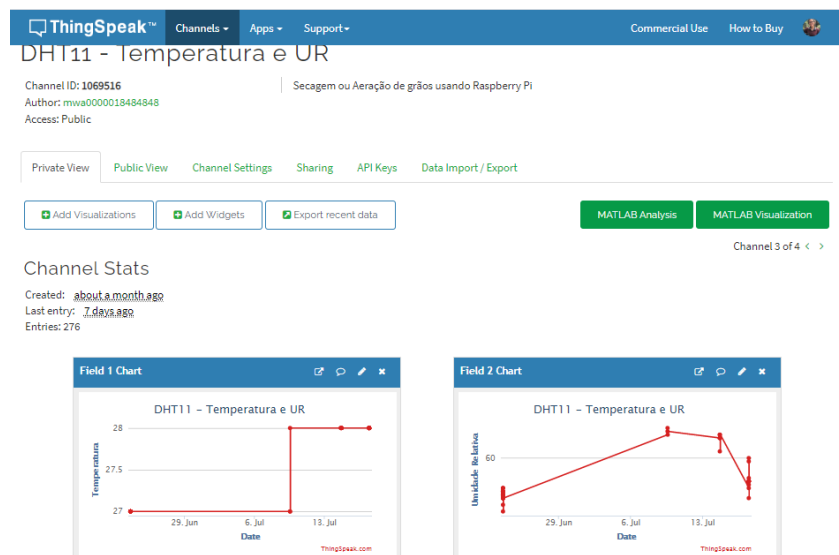 ThingSpeak™ Channels Apps Support Commercial Use How to Buy
DHT11 - Temperatura e UR
Channel ID: 1069516
Author: mwa0000018484848
Access: Public
Secagem ou Aeração de grãos usando Raspberry Pi
Private View Public View Channel Settings Sharing API Keys Data Import / Export
Add Visualizations Add Widgets Export recent data MATLAB Analysis MATLAB Visualization
Channel 3 of 4 < >
Channel Stats
Created: about a month ago
Last entry: 7 days ago
Entries: 276
Field 1 Chart
DHT11 - Temperatura e UR
Temperatura
28
27.5
27
29. Jun 6. Jul 13. Jul
Date
ThingSpeak.com
Field 2 Chart
DHT11 - Temperatura e UR
Umidade Relativa
60
29. Jun 6. Jul 13. Jul
Date
ThingSpeak.com